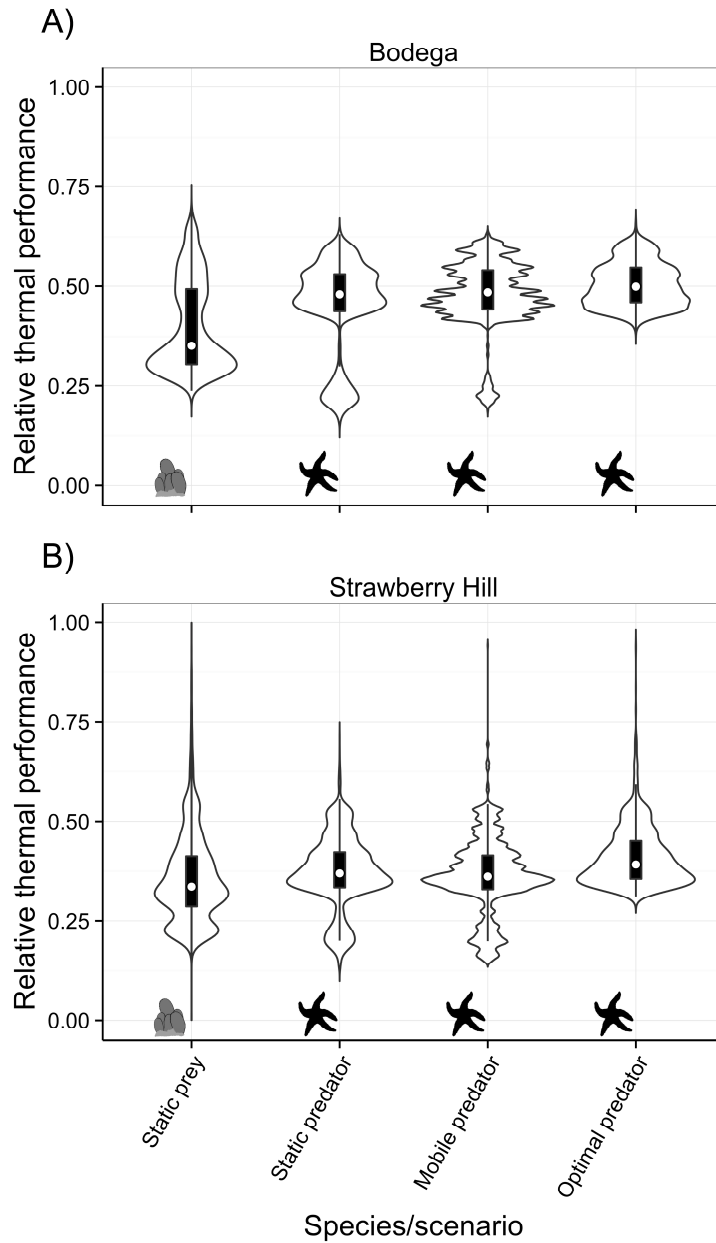 A)
Bodega
Relative thermal performance
1.00
0.75
0.50
0.25
0.00
B)
Strawberry Hill
Relative thermal performance
1.00
0.75
0.50
0.25
0.00
Static prey
Static predator
Mobile predator
Optimal predator
Species/scenario